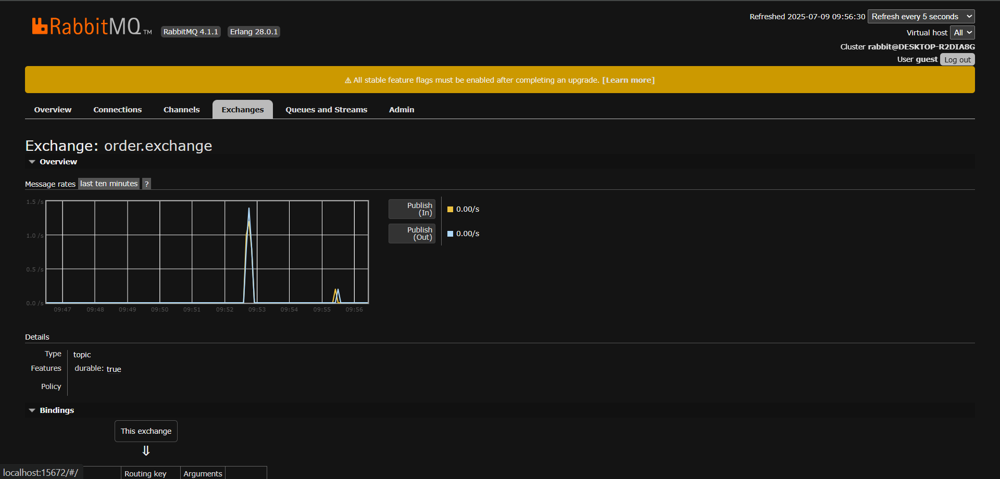 RabbitMQ TM
RabbitMQ 4.1.1
Erlang 28.0.1
Refreshed 2025-07-09 09:56:30
Refresh every 5 seconds
Virtual host
All
Cluster rabbit@DESKTOP-R2DIA8G
User guest
Log out
⚠ All stable feature flags must be enabled after completing an upgrade. [Learn more]
Overview
Connections
Channels
Exchanges
Queues and Streams
Admin
Exchange: order.exchange
Overview
Message rates
last ten minutes
?
1.5 /s
1.0 /s
0.5 /s
0.0 /s
09:47
09:48
09:49
09:50
09:51
09:52
09:53
09:54
09:55
09:56
Publish
(In)
0.00/s
Publish
(Out)
0.00/s
Details
Type
topic
Features
durable: true
Policy
Bindings
This exchange
⇓
Routing key
Arguments
localhost:15672/#/